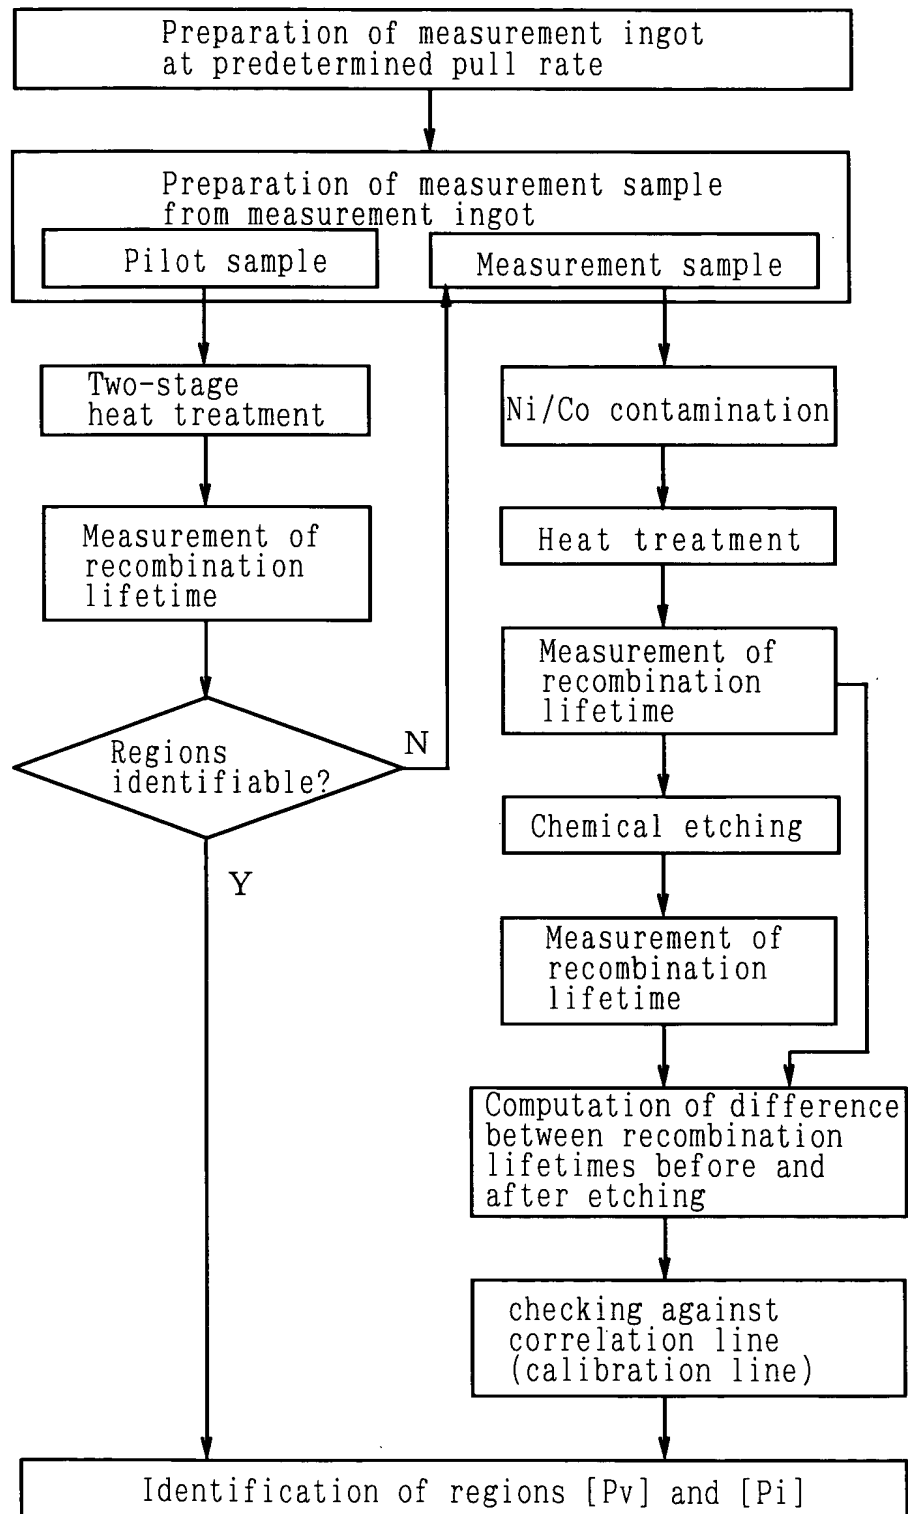 Preparation of measurement ingot
at predetermined pull rate
Preparation of measurement sample
from measurement ingot
Pilot sample
Measurement sample
Two-stage
heat treatment
Measurement of
recombination
lifetime
Regions
identifiable?
N
Y
Ni/Co contamination
Heat treatment
Measurement of
recombination
lifetime
Chemical etching
Measurement of
recombination
lifetime
Computation of difference
between recombination
lifetimes before and
after etching
checking against
correlation line
(calibration line)
Identification of regions [Pv] and [Pi]